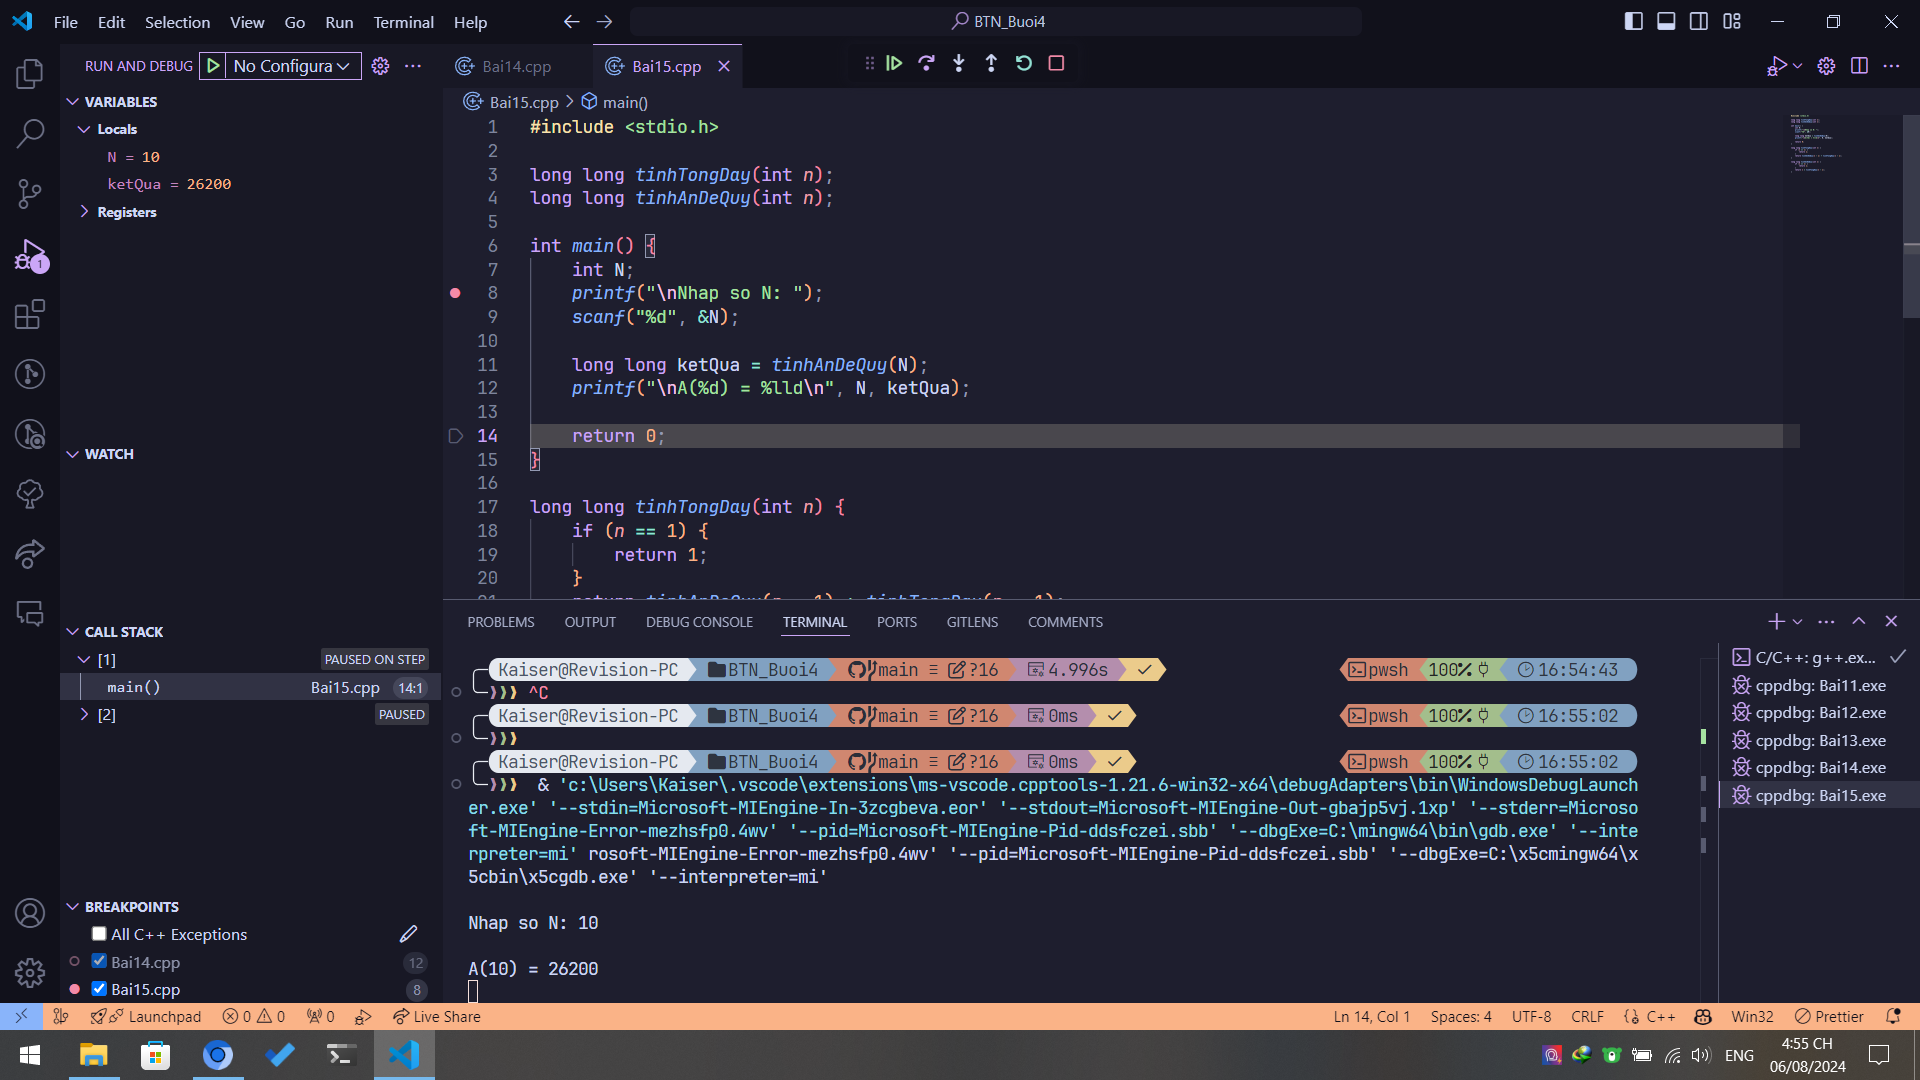 File Edit Selection View Go Run Terminal Help
BTN_Buoi4
RUN AND DEBUG No Configura
VARIABLES
Locals
N = 10
ketQua = 26200
Registers
WATCH
CALL STACK
[1] PAUSED ON STEP
main() Bai15.cpp 14:1
[2] PAUSED
BREAKPOINTS
All C++ Exceptions
Bai14.cpp 12
Bai15.cpp 8
1
Bai14.cpp Bai15.cpp
Bai15.cpp > main()
1 #include <stdio.h>
2
3 long long tinhTongDay(int n);
4 long long tinhAnDeQuy(int n);
5
6 int main() {
7 int N;
8 printf("\nNhap so N: ");
9 scanf("%d", &N);
10
11 long long ketQua = tinhAnDeQuy(N);
12 printf("\nA(%d) = %lld\n", N, ketQua);
13
14 return 0;
15 }
16
17 long long tinhTongDay(int n) {
18 if (n == 1) {
19 return 1;
20 }
PROBLEMS OUTPUT DEBUG CONSOLE TERMINAL PORTS GITLENS COMMENTS
Kaiser@Revision-PC BTN_Buoi4 main ≡ ?16 4.996s pwsh 100% 16:54:43
^C
Kaiser@Revision-PC BTN_Buoi4 main ≡ ?16 0ms pwsh 100% 16:55:02
Kaiser@Revision-PC BTN_Buoi4 main ≡ ?16 0ms pwsh 100% 16:55:02
& 'c:\Users\Kaiser\.vscode\extensions\ms-vscode.cpptools-1.21.6-win32-x64\debugAdapters\bin\WindowsDebugLaunch
er.exe' '--stdin=Microsoft-MIEngine-In-3zcgbeva.eor' '--stdout=Microsoft-MIEngine-Out-gbajp5vj.1xp' '--stderr=Microso
ft-MIEngine-Error-mezhsfp0.4wv' '--pid=Microsoft-MIEngine-Pid-ddsfczei.sbb' '--dbgExe=C:\mingw64\bin\gdb.exe' '--inte
rpreter=mi' rosoft-MIEngine-Error-mezhsfp0.4wv' '--pid=Microsoft-MIEngine-Pid-ddsfczei.sbb' '--dbgExe=C:\x5cmingw64\x
5cbin\x5cgdb.exe' '--interpreter=mi'
Nhap so N: 10
A(10) = 26200
C/C++: g++.ex...
cppdbg: Bai11.exe
cppdbg: Bai12.exe
cppdbg: Bai13.exe
cppdbg: Bai14.exe
cppdbg: Bai15.exe
Launchpad 0 0 0 Live Share Ln 14, Col 1 Spaces: 4 UTF-8 CRLF {} C++ Win32 Prettier
ENG 4:55 CH
06/08/2024